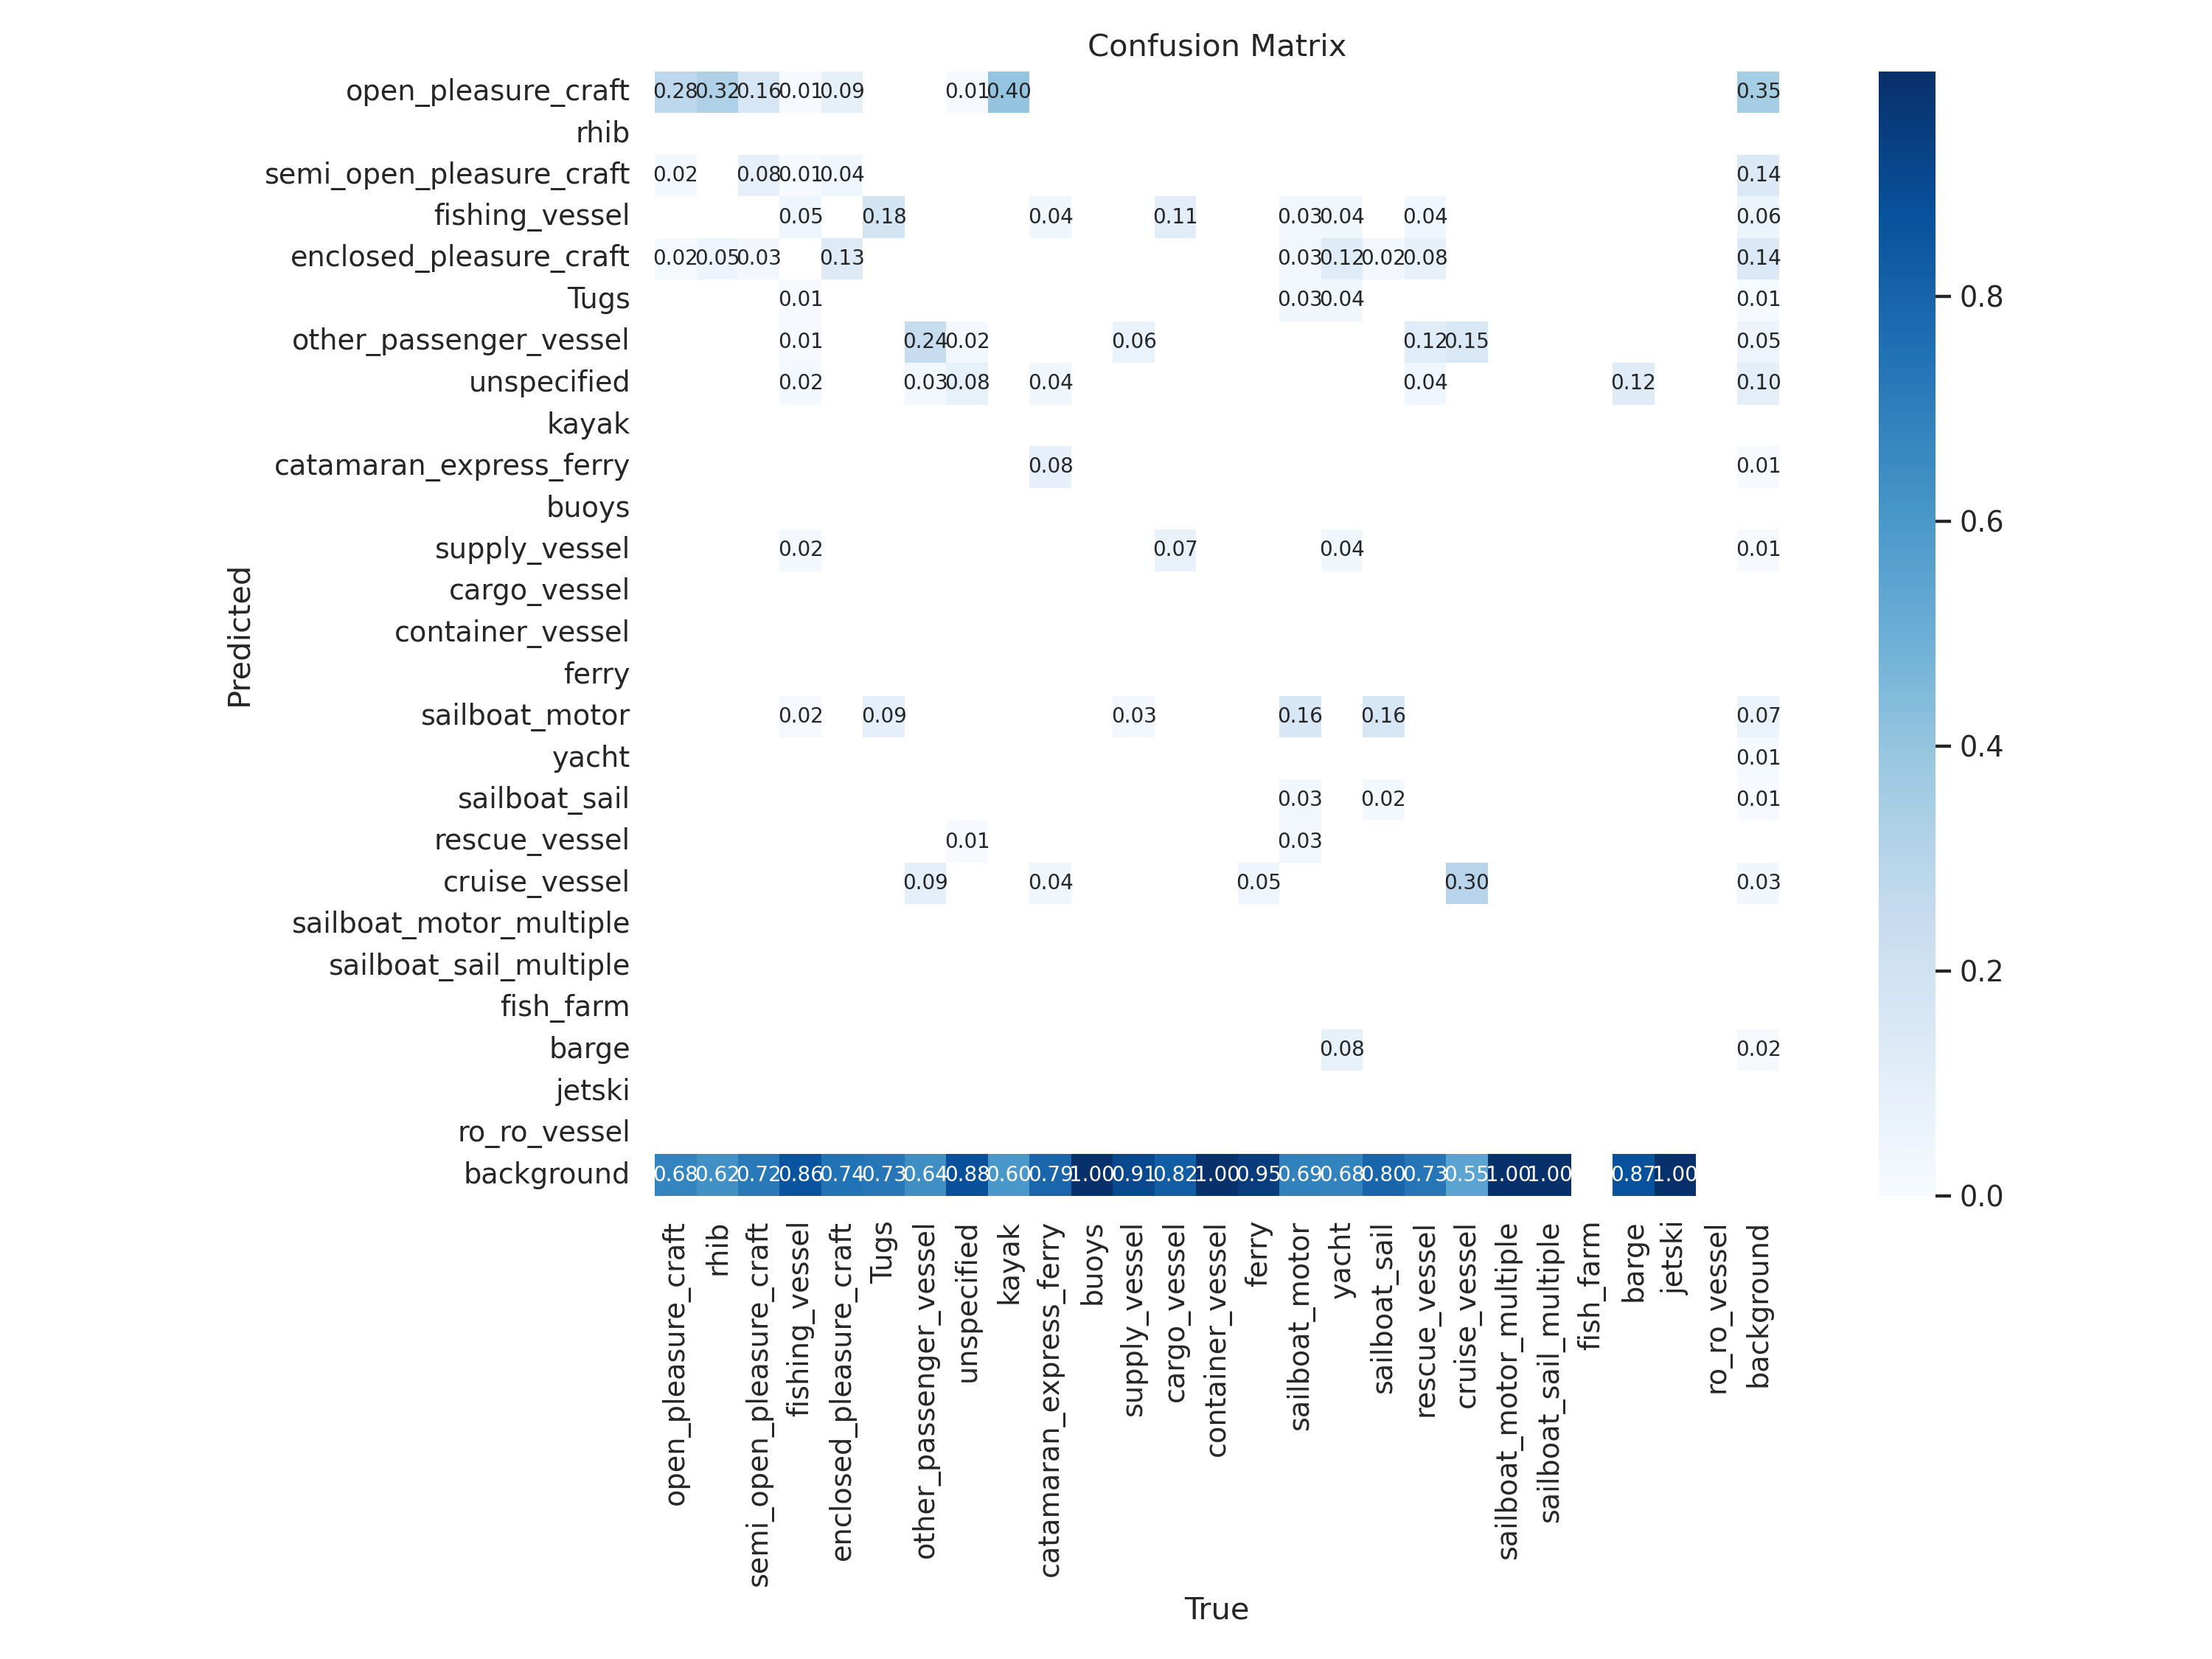 Confusion Matrix
open_pleasure_craft 0.28 0.32 0.16 0.01 0.09 0.01 0.40 0.35
rhib
semi_open_pleasure_craft 0.02 0.08 0.01 0.04 0.14
fishing_vessel 0.05 0.18 0.04 0.11 0.03 0.04 0.04 0.06
enclosed_pleasure_craft 0.02 0.05 0.03 0.13 0.03 0.12 0.02 0.08 0.14
Tugs 0.01 0.03 0.04 0.01
other_passenger_vessel 0.01 0.24 0.02 0.06 0.12 0.15 0.05
unspecified 0.02 0.03 0.08 0.04 0.04 0.12 0.10
kayak
catamaran_express_ferry 0.08 0.01
buoys
supply_vessel 0.02 0.07 0.04 0.01
cargo_vessel
container_vessel
ferry
sailboat_motor 0.02 0.09 0.03 0.16 0.16 0.07
yacht 0.01
sailboat_sail 0.03 0.02 0.01
rescue_vessel 0.01 0.03
cruise_vessel 0.09 0.04 0.05 0.30 0.03
sailboat_motor_multiple
sailboat_sail_multiple
fish_farm
barge 0.08 0.02
jetski
ro_ro_vessel
background 0.68 0.62 0.72 0.86 0.74 0.73 0.64 0.88 0.60 0.79 1.00 0.91 0.82 1.00 0.95 0.69 0.68 0.80 0.73 0.55 1.00 1.00 0.87 1.00
Predicted
open_pleasure_craft
rhib
semi_open_pleasure_craft
fishing_vessel
enclosed_pleasure_craft
Tugs
other_passenger_vessel
unspecified
kayak
catamaran_express_ferry
buoys
supply_vessel
cargo_vessel
container_vessel
ferry
sailboat_motor
yacht
sailboat_sail
rescue_vessel
cruise_vessel
sailboat_motor_multiple
sailboat_sail_multiple
fish_farm
barge
jetski
ro_ro_vessel
background
True
0.8
0.6
0.4
0.2
0.0